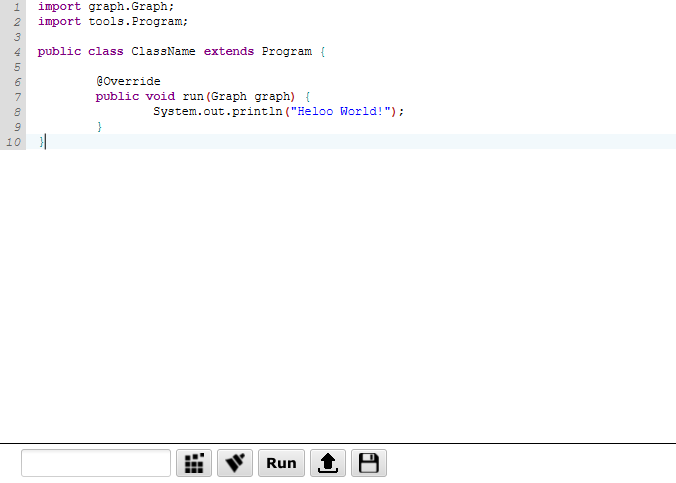 1 import graph.Graph;
2 import tools.Program;
3
4 public class ClassName extends Program {
5
6 @Override
7 public void run(Graph graph) {
8 System.out.println("Heloo World!");
9 }
10 }
Run